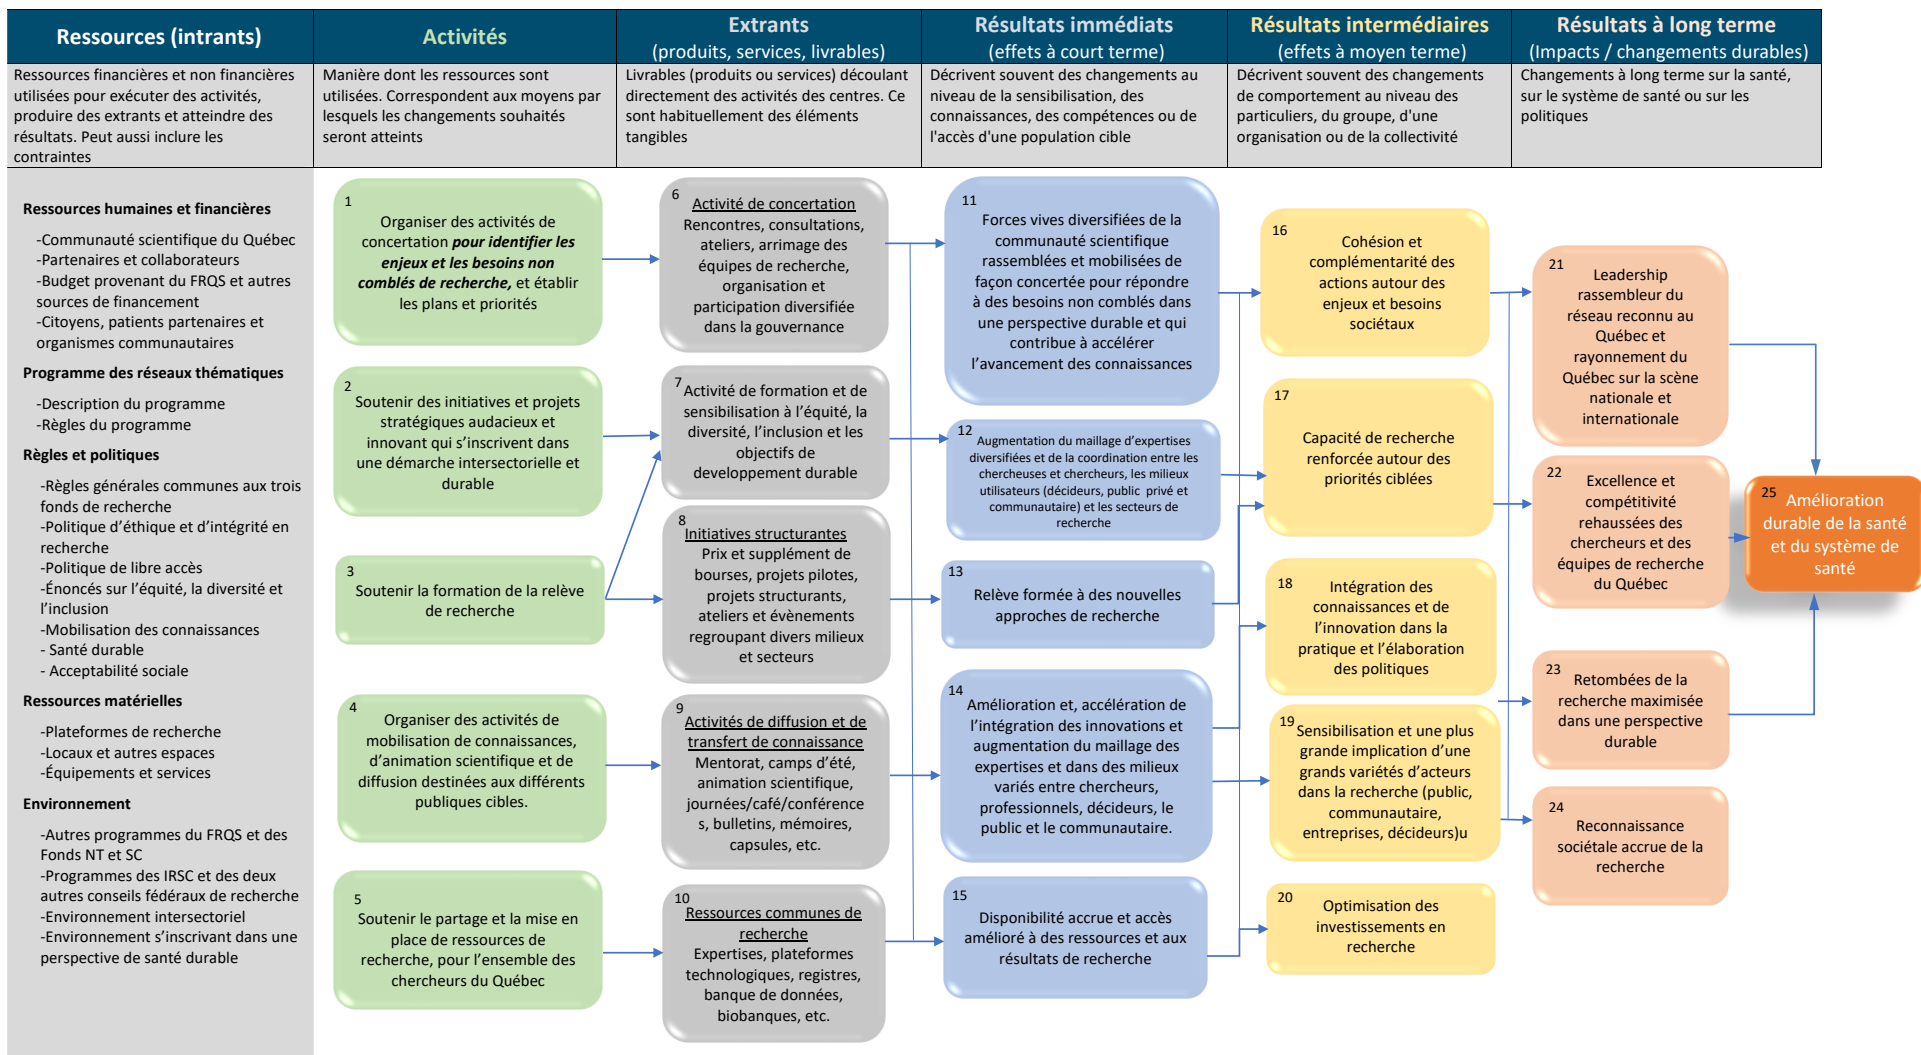 Ressources (intrants)
Activités
Extrants
(produits, services, livrables)
Résultats immédiats
(effets à court terme)
Résultats intermédiaires
(effets à moyen terme)
Résultats à long terme
(Impacts / changements durables)
Ressources financières et non financières
utilisées pour exécuter des activités,
produire des extrants et atteindre des
résultats. Peut aussi inclure les
contraintes
Manière dont les ressources sont
utilisées. Correspondent aux moyens par
lesquels les changements souhaités
seront atteints
Livrables (produits ou services) découlant
directement des activités des centres. Ce
sont habituellement des éléments
tangibles
Décrivent souvent des changements au
niveau de la sensibilisation, des
connaissances, des compétences ou de
l'accès d'une population cible
Décrivent souvent des changements
de comportement au niveau des
particuliers, du groupe, d'une
organisation ou de la collectivité
Changements à long terme sur la santé,
sur le système de santé ou sur les
politiques
Ressources humaines et financières
-Communauté scientifique du Québec
-Partenaires et collaborateurs
-Budget provenant du FRQS et autres
sources de financement
-Citoyens, patients partenaires et
organismes communautaires
Programme des réseaux thématiques
-Description du programme
-Règles du programme
Règles et politiques
-Règles générales communes aux trois
fonds de recherche
-Politique d'éthique et d'intégrité en
recherche
-Politique de libre accès
-Énoncés sur l'équité, la diversité et
l'inclusion
-Mobilisation des connaissances
- Santé durable
- Acceptabilité sociale
Ressources matérielles
-Plateformes de recherche
-Locaux et autres espaces
-Équipements et services
Environnement
-Autres programmes du FRQS et des
Fonds NT et SC
-Programmes des IRSC et des deux
autres conseils fédéraux de recherche
-Environnement intersectoriel
-Environnement s'inscrivant dans une
perspective de santé durable
1
Organiser des activités de
concertation pour identifier les
enjeux et les besoins non
comblés de recherche, et établir
les plans et priorités
2
Soutenir des initiatives et projets
stratégiques audacieux et
innovant qui s'inscrivent dans
une démarche intersectorielle et
durable
3
Soutenir la formation de la relève
de recherche
4
Organiser des activités de
mobilisation de connaissances,
d'animation scientifique et de
diffusion destinées aux différents
publiques cibles.
5
Soutenir le partage et la mise en
place de ressources de
recherche, pour l'ensemble des
chercheurs du Québec
6
Activité de concertation
Rencontres, consultations,
ateliers, arrimage des
équipes de recherche,
organisation et
participation diversifiée
dans la gouvernance
7
Activité de formation et de
sensibilisation à l'équité, la
diversité, l'inclusion et les
objectifs de
developpement durable
8
Initiatives structurantes
Prix et supplément de
bourses, projets pilotes,
projets structurants,
ateliers et évènements
regroupant divers milieux
et secteurs
9
Activités de diffusion et de
transfert de connaissance
Mentorat, camps d'été,
animation scientifique,
journées/café/conférence
s, bulletins, mémoires,
capsules, etc.
10
Ressources communes de
recherche
Expertises, plateformes
technologiques, registres,
banque de données,
biobanques, etc.
11
Forces vives diversifiées de la
communauté scientifique
rassemblées et mobilisées de
façon concertée pour répondre
à des besoins non comblés dans
une perspective durable et qui
contribue à accélérer
l'avancement des connaissances
12
Augmentation du maillage d'expertises
diversifiées et de la coordination entre les
chercheuses et chercheurs, les milieux
utilisateurs (décideurs, public privé et
communautaire) et les secteurs de
recherche
13
Relève formée à des nouvelles
approches de recherche
14
Amélioration et, accélération de
l'intégration des innovations et
augmentation du maillage des
expertises et dans des milieux
variés entre chercheurs,
professionnels, décideurs, le
public et le communautaire.
15
Disponibilité accrue et accès
amélioré à des ressources et aux
résultats de recherche
16
Cohésion et
complémentarité des
actions autour des
enjeux et besoins
sociétaux
17
Capacité de recherche
renforcée autour des
priorités ciblées
18
Intégration des
connaissances et de
l'innovation dans la
pratique et l'élaboration
des politiques
19
Sensibilisation et une plus
grande implication d'une
grands variétés d'acteurs
dans la recherche (public,
communautaire,
entreprises, décideurs)u
20
Optimisation des
investissements en
recherche
21
Leadership
rassembleur du
réseau reconnu au
Québec et
rayonnement du
Québec sur la scène
nationale et
internationale
22
Excellence et
compétitivité
rehaussées des
chercheurs et des
équipes de recherche
du Québec
23
Retombées de la
recherche maximisée
dans une perspective
durable
24
Reconnaissance
sociétale accrue de la
recherche
25
Amélioration
durable de la santé
et du système de
santé